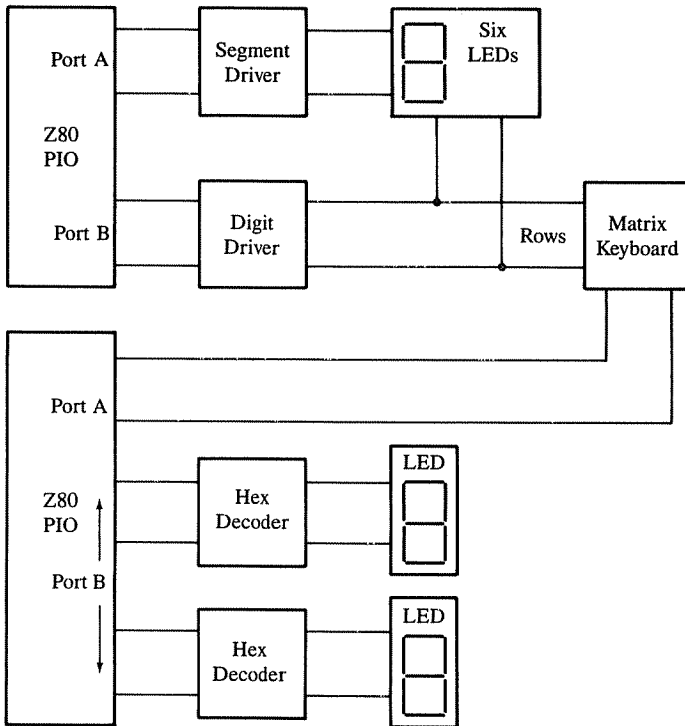 Port A
Z80
PIO
Port B
Segment
Driver
Six
LEDs
Digit
Driver
Rows
Matrix
Keyboard
Port A
Z80
PIO
Port B
Hex
Decoder
LED
Hex
Decoder
LED